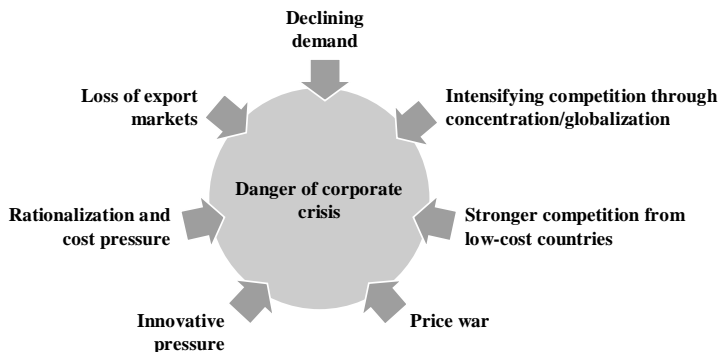 Declining
demand
Loss of export
markets
Intensifying competition through
concentration/globalization
Danger of corporate
crisis
Rationalization and
cost pressure
Stronger competition from
low-cost countries
Innovative
pressure
Price war